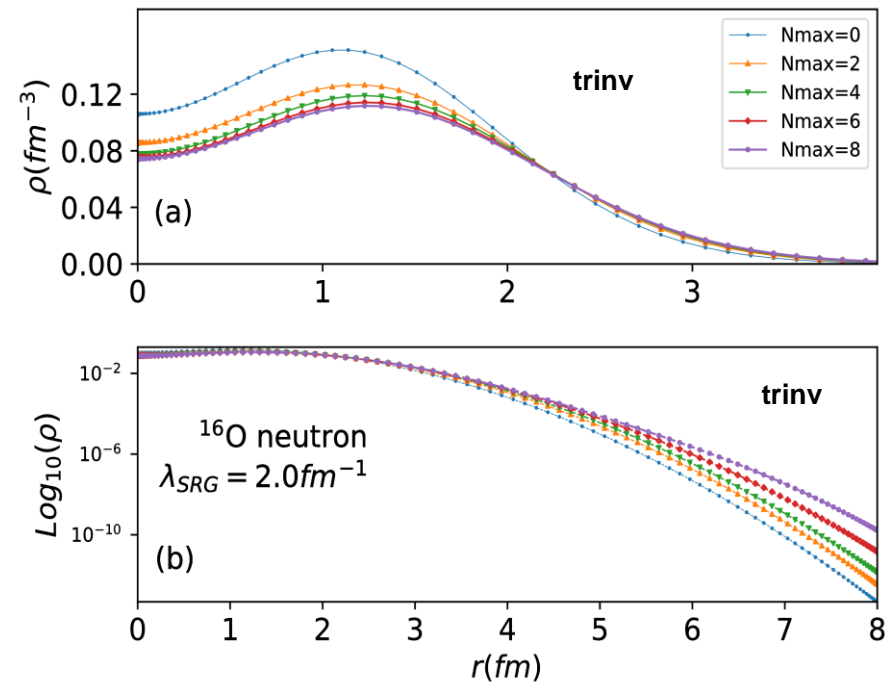 trinv
Nmax=0
Nmax=2
Nmax=4
Nmax=6
Nmax=8
ρ(fm⁻³)
0.12
0.08
0.04
0.00
(a)
0 1 2 3
trinv
¹⁶O neutron
λ_SRG = 2.0fm⁻¹
Log₁₀(ρ)
10⁻²
10⁻⁶
10⁻¹⁰
(b)
0 1 2 3 4 5 6 7 8
r(fm)